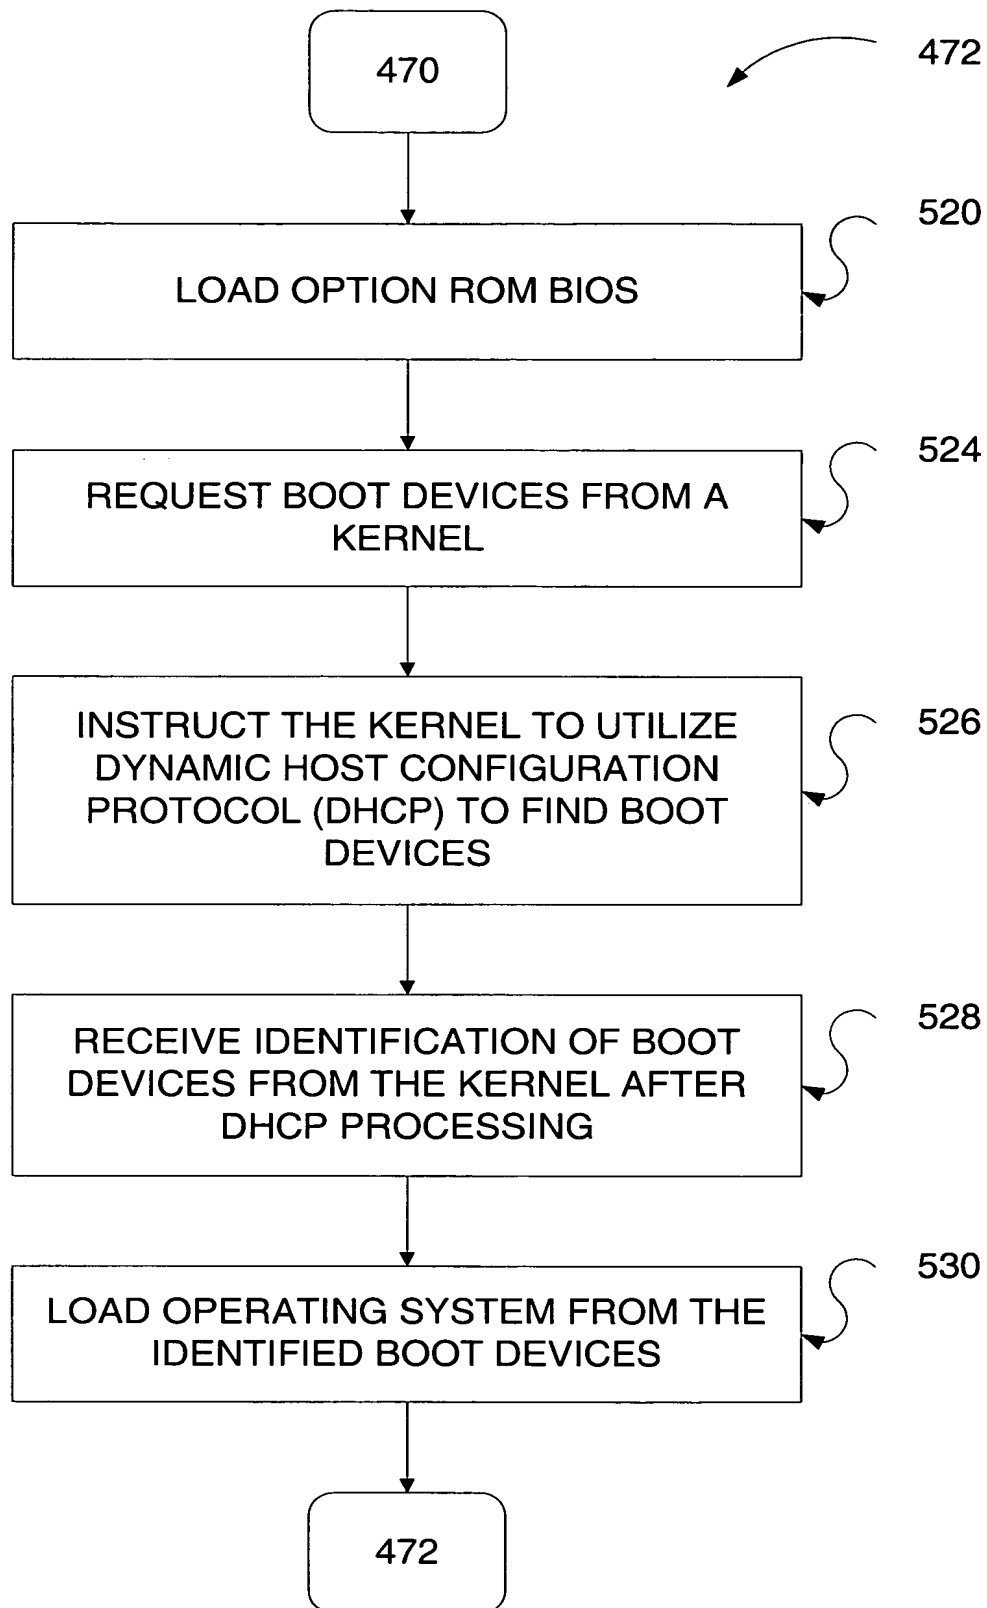 470
472
520
LOAD OPTION ROM BIOS
524
REQUEST BOOT DEVICES FROM A
KERNEL
526
INSTRUCT THE KERNEL TO UTILIZE
DYNAMIC HOST CONFIGURATION
PROTOCOL (DHCP) TO FIND BOOT
DEVICES
528
RECEIVE IDENTIFICATION OF BOOT
DEVICES FROM THE KERNEL AFTER
DHCP PROCESSING
530
LOAD OPERATING SYSTEM FROM THE
IDENTIFIED BOOT DEVICES
472